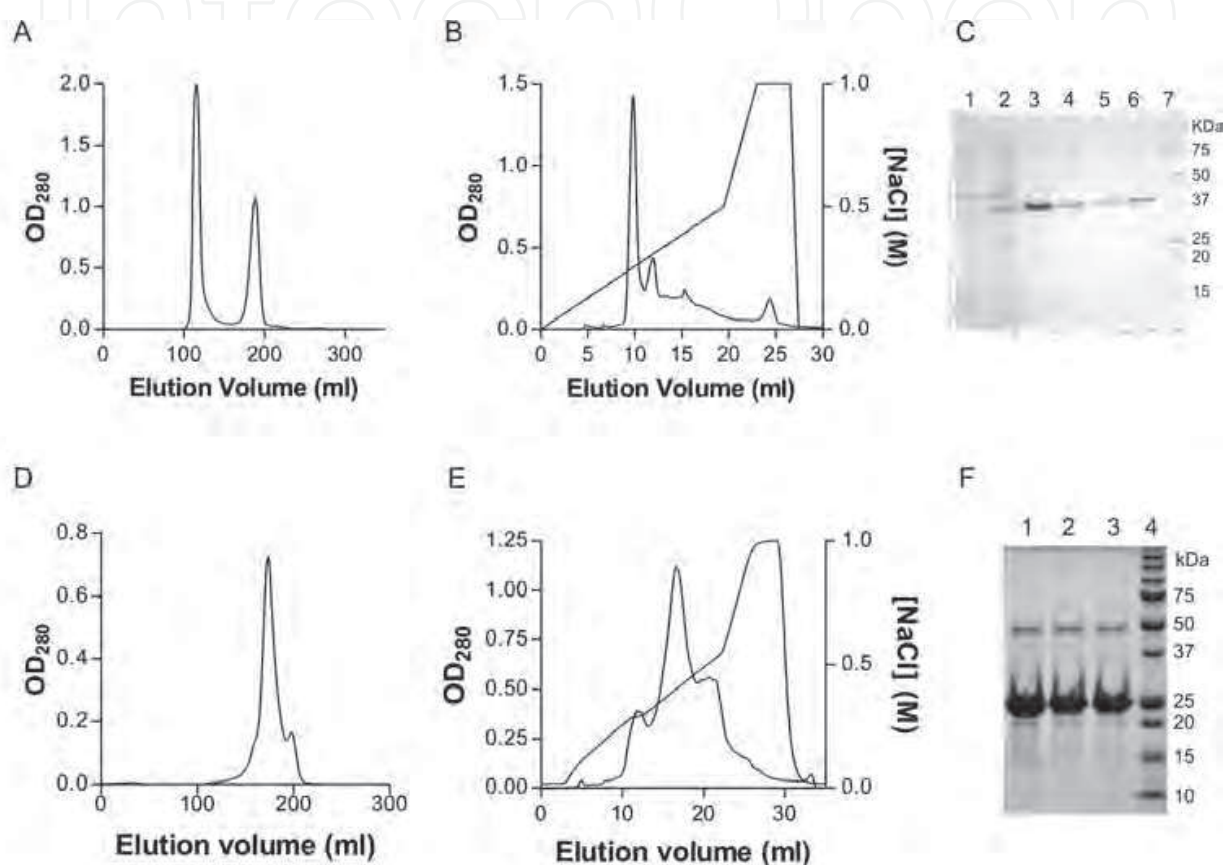 A
OD280
2.0
1.5
1.0
0.5
0.0
0 100 200 300
Elution Volume (ml)
B
OD280
1.5
1.0
0.5
0.0
0 5 10 15 20 25 30
Elution Volume (ml)
1.0
0.5
0.0
[NaCl] (M)
C
1 2 3 4 5 6 7
KDa
75
50
37
25
20
15
D
OD280
0.8
0.6
0.4
0.2
0.0
0 100 200 300
Elution volume (ml)
E
OD280
1.25
1.00
0.75
0.50
0.25
0.00
0 10 20 30
Elution volume (ml)
1.0
0.5
0.0
[NaCl] (M)
F
1 2 3 4
kDa
75
50
37
25
20
15
10